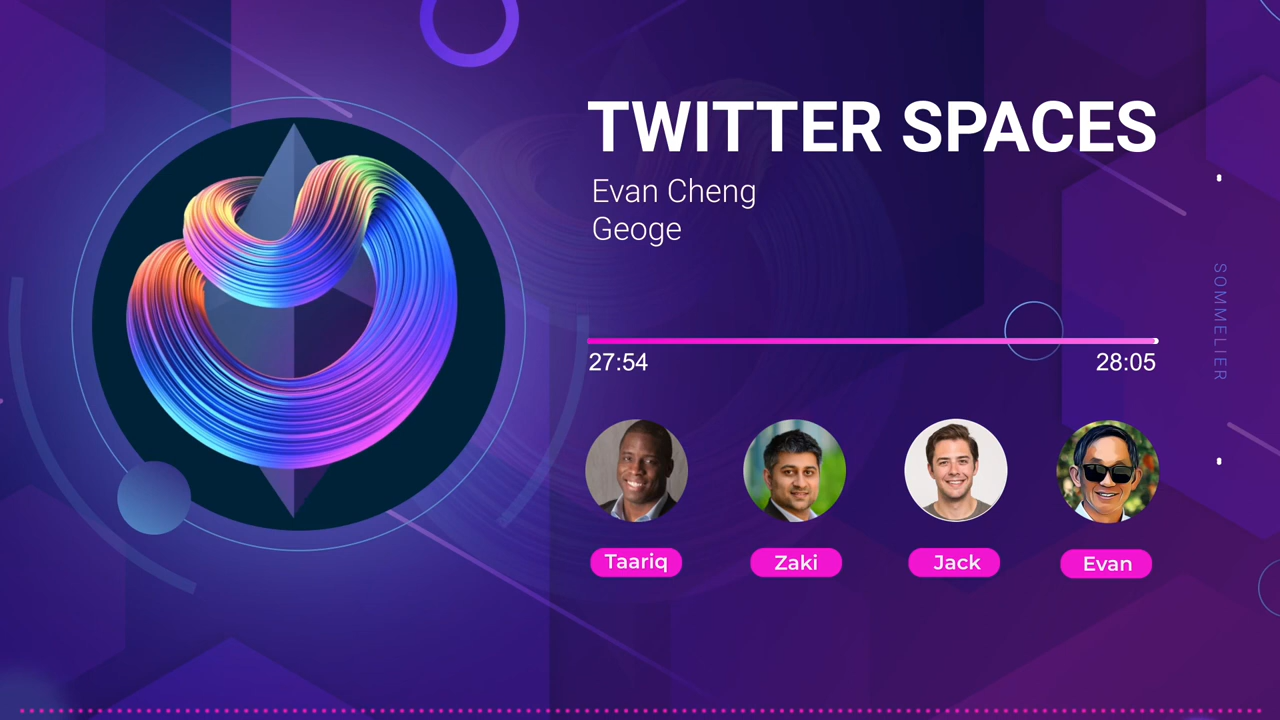 TWITTER SPACES
Evan Cheng
Geoge
27:54
28:05
Taariq
Zaki
Jack
Evan
SOMMELIER